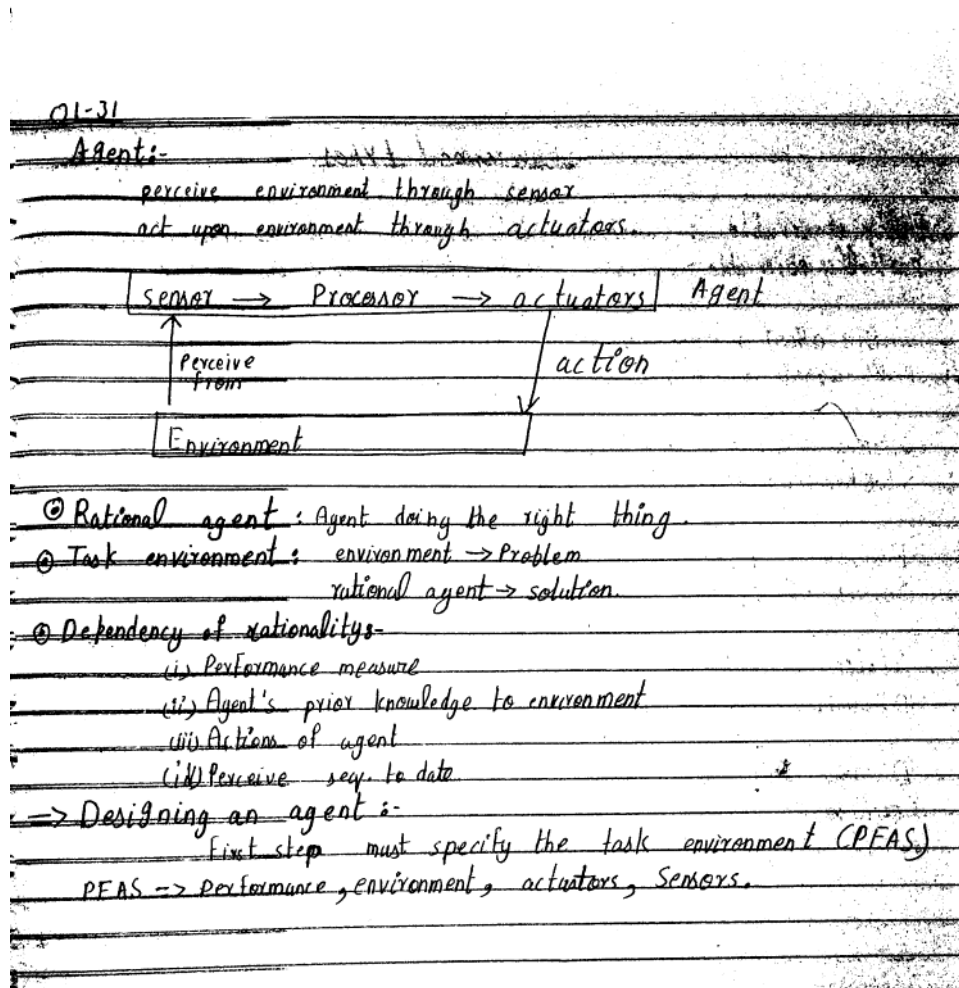 01-31
Agent:-
perceive environment through sensor
act upon environment through actuators.
sensor → Processor → actuators Agent
Perceive from
action
Environment
Rational agent : Agent doing the right thing.
Task environment : environment → Problem
rational agent → solution.
Dependency of rationality:-
(i) Performance measure
(ii) Agent's prior knowledge to environment
(iii) Actions of agent
(iv) Perceive seq. to date
=> Designing an agent :-
First step must specify the task environment (PEAS)
PEAS -> Performance, environment, actuators, Sensors.